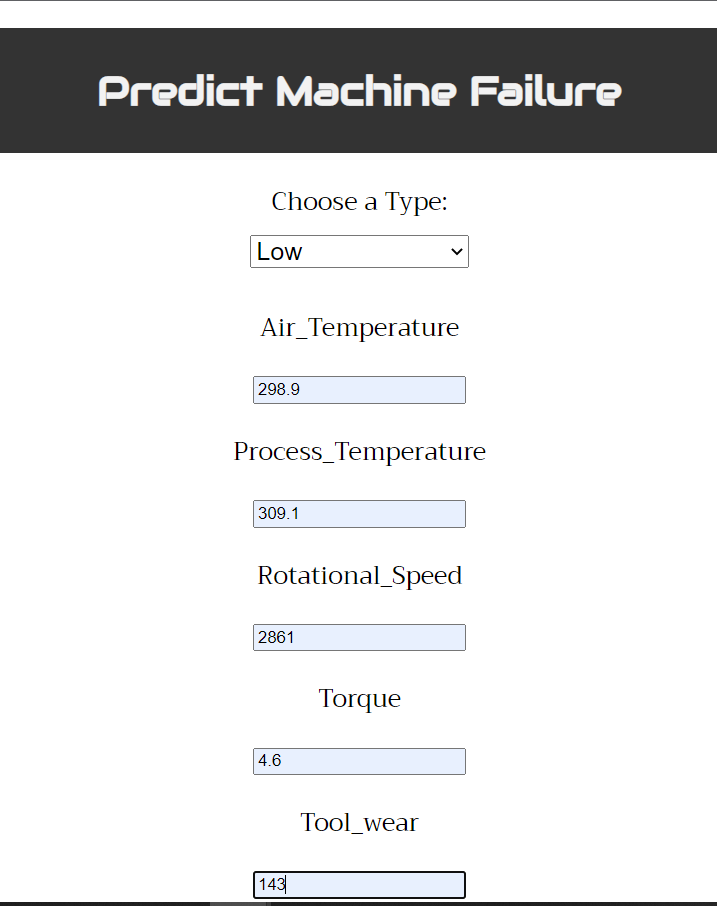 Predict Machine Failure
Choose a Type:
Low
Air_Temperature
298.9
Process_Temperature
309.1
Rotational_Speed
2861
Torque
4.6
Tool_wear
143